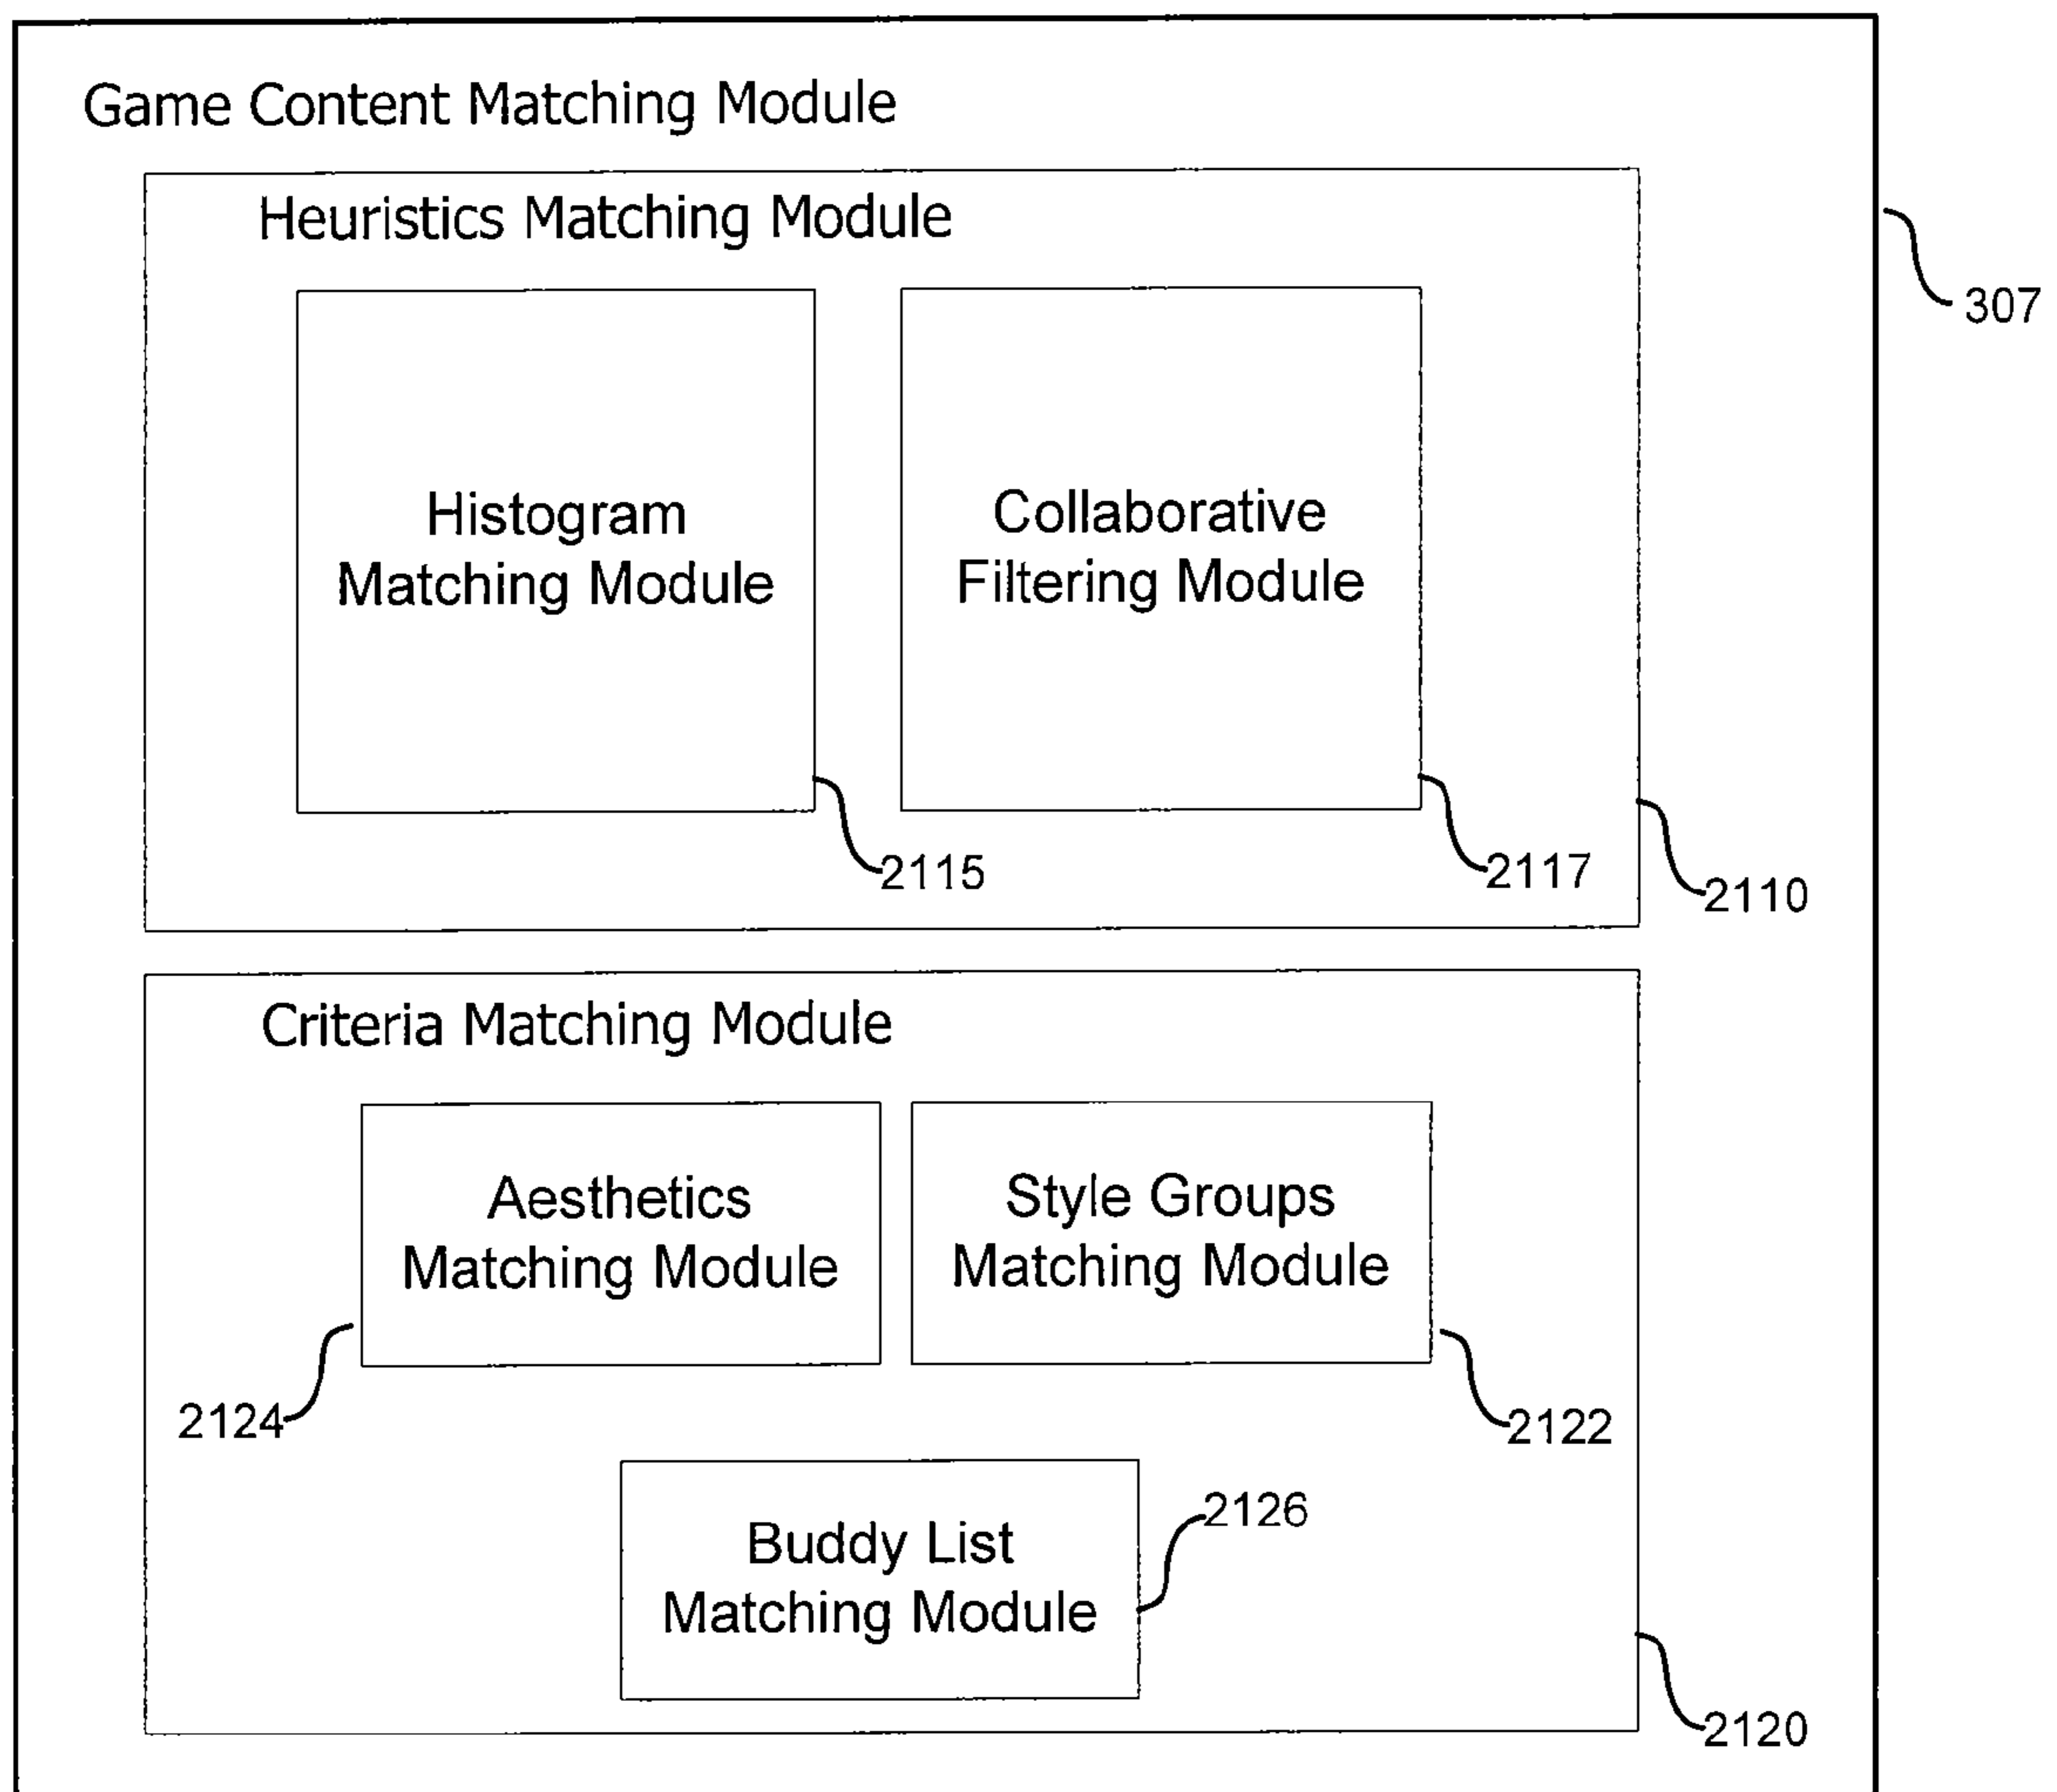 Game Content Matching Module
Heuristics Matching Module
307
Histogram
Matching Module
Collaborative
Filtering Module
2115
2117
2110
Criteria Matching Module
Aesthetics
Matching Module
Style Groups
Matching Module
2124
2122
Buddy List
Matching Module
2126
2120